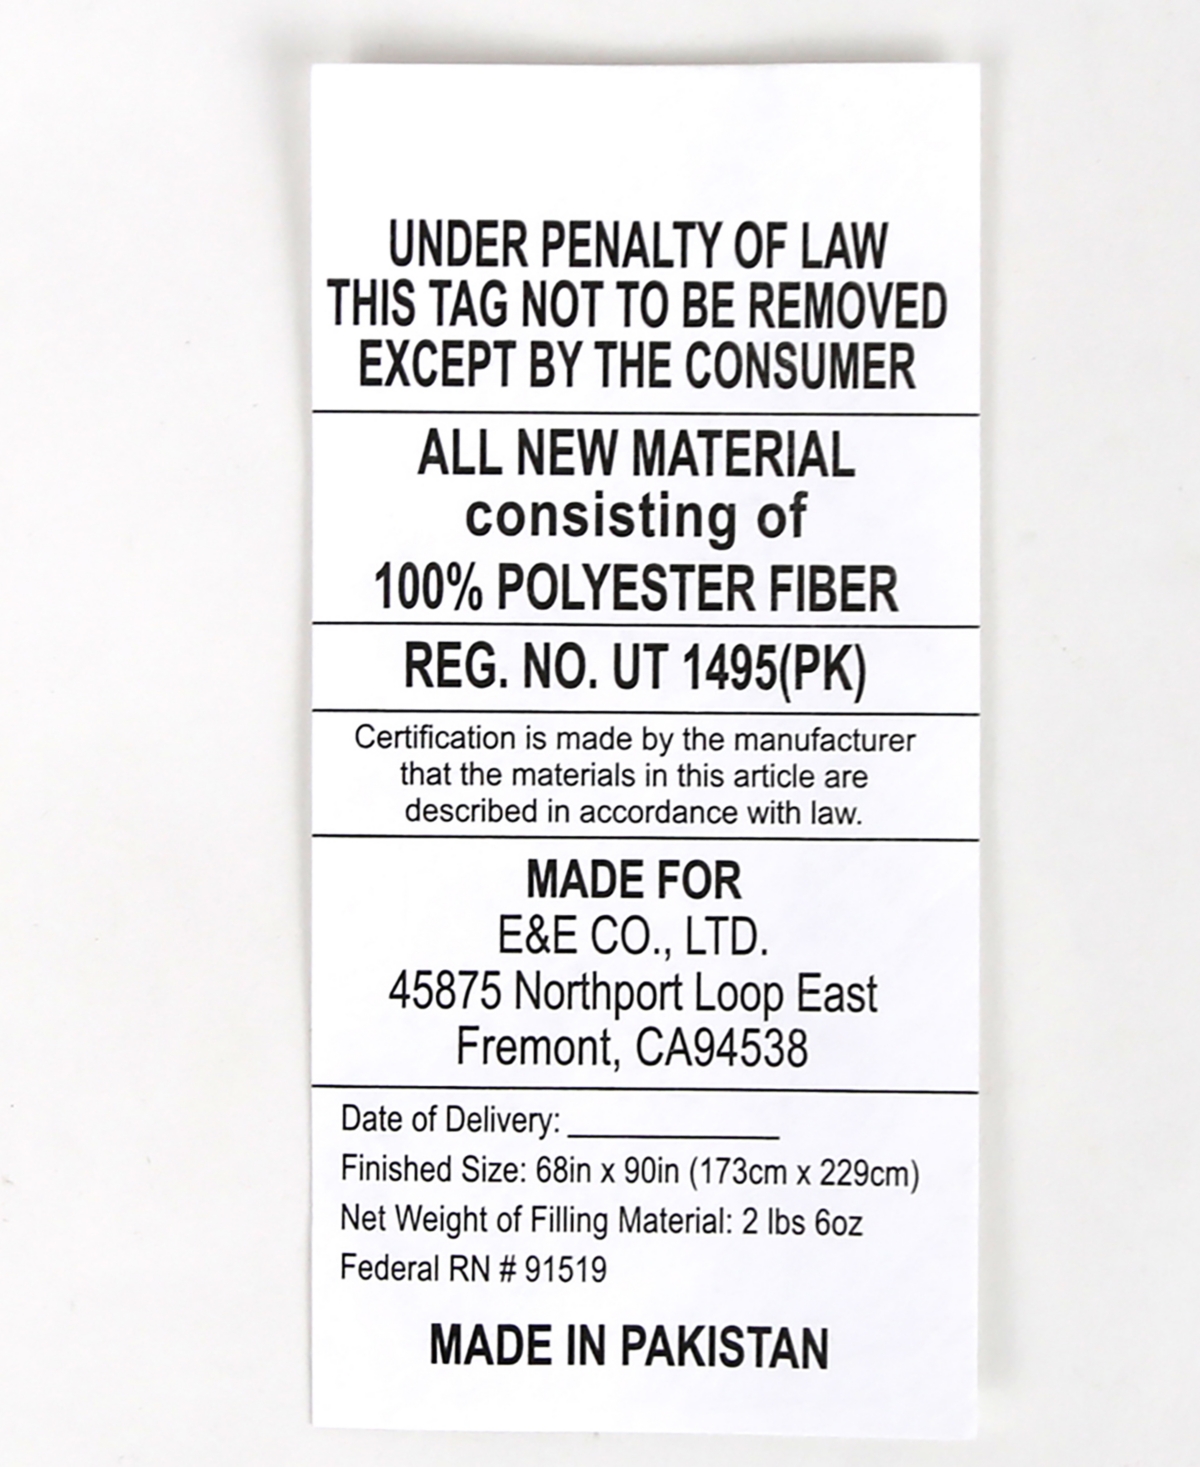 UNDER PENALTY OF LAW
THIS TAG NOT TO BE REMOVED
EXCEPT BY THE CONSUMER
ALL NEW MATERIAL
consisting of
100% POLYESTER FIBER
REG. NO. UT 1495(PK)
Certification is made by the manufacturer
that the materials in this article are
described in accordance with law.
MADE FOR
E&E CO., LTD.
45875 Northport Loop East
Fremont, CA94538
Date of Delivery: ____________
Finished Size: 68in x 90in (173cm x 229cm)
Net Weight of Filling Material: 2 lbs 6oz
Federal RN # 91519
MADE IN PAKISTAN